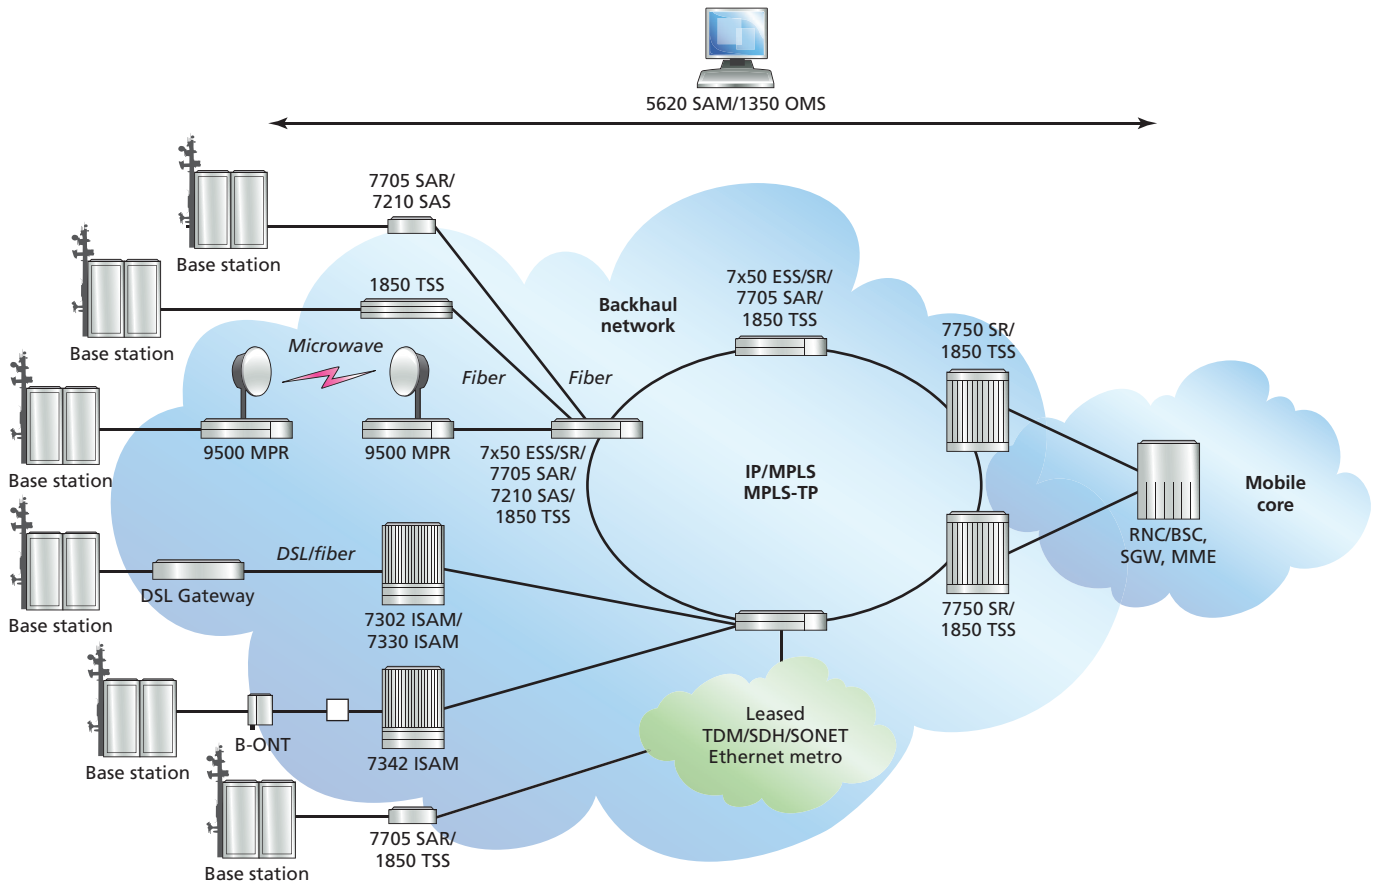 5620 SAM/1350 OMS
7705 SAR/
7210 SAS
Base station
1850 TSS
Base station
Backhaul
network
7x50 ESS/SR/
7705 SAR/
1850 TSS
7750 SR/
1850 TSS
Microwave
Fiber
Fiber
9500 MPR
9500 MPR
Base station
7x50 ESS/SR/
7705 SAR/
7210 SAS/
1850 TSS
IP/MPLS
MPLS-TP
Mobile
core
RNC/BSC,
SGW, MME
DSL/fiber
DSL Gateway
Base station
7302 ISAM/
7330 ISAM
7750 SR/
1850 TSS
B-ONT
Base station
7342 ISAM
Leased
TDM/SDH/SONET
Ethernet metro
7705 SAR/
1850 TSS
Base station